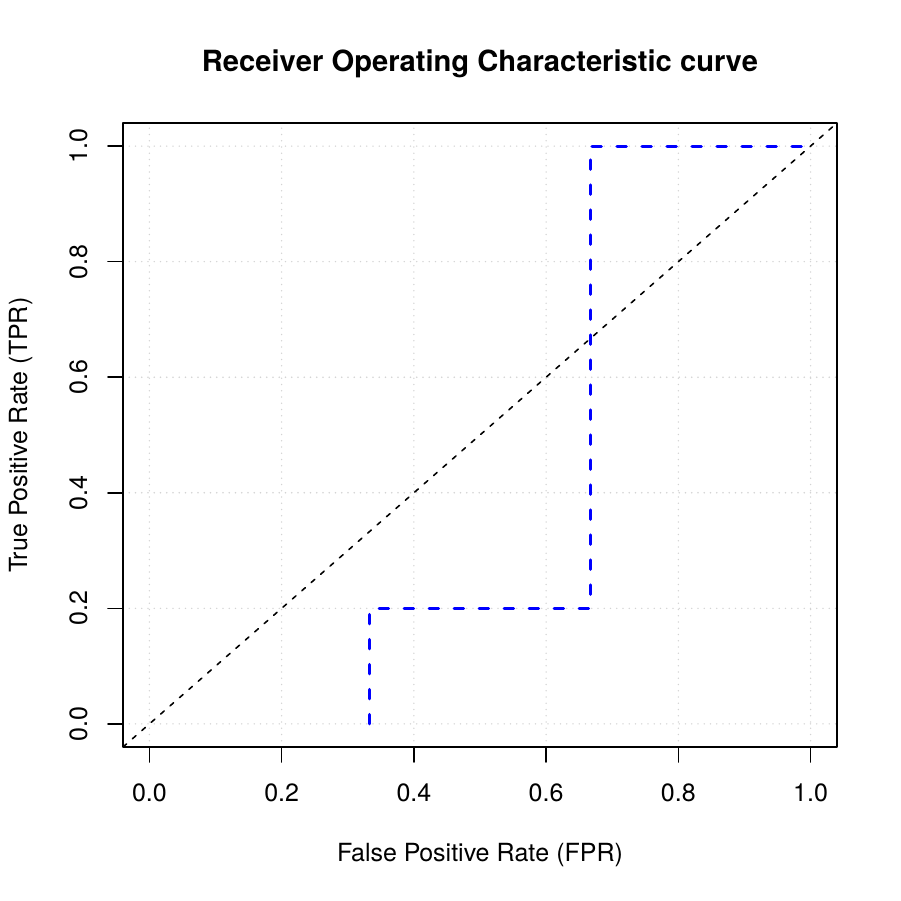 Receiver Operating Characteristic curve
True Positive Rate (TPR)
1.0
0.8
0.6
0.4
0.2
0.0
0.0 0.2 0.4 0.6 0.8 1.0
False Positive Rate (FPR)